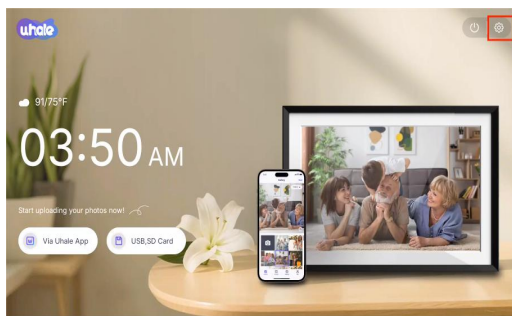 uhale
91/75°F
03:50 AM
Start uploading your photos now!
Via Uhale App
USB,SD Card